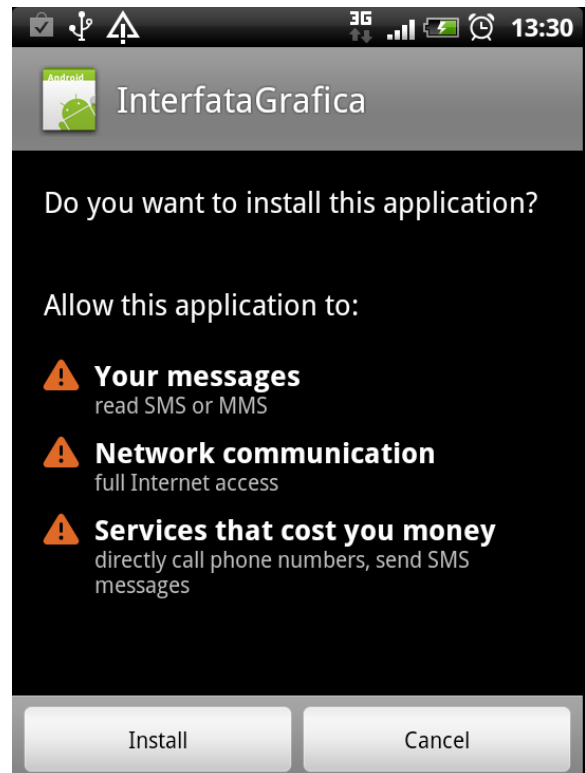 3G
13:30
Android
InterfataGrafica
Do you want to install this application?
Allow this application to:
Your messages
read SMS or MMS
Network communication
full Internet access
Services that cost you money
directly call phone numbers, send SMS
messages
Install Cancel